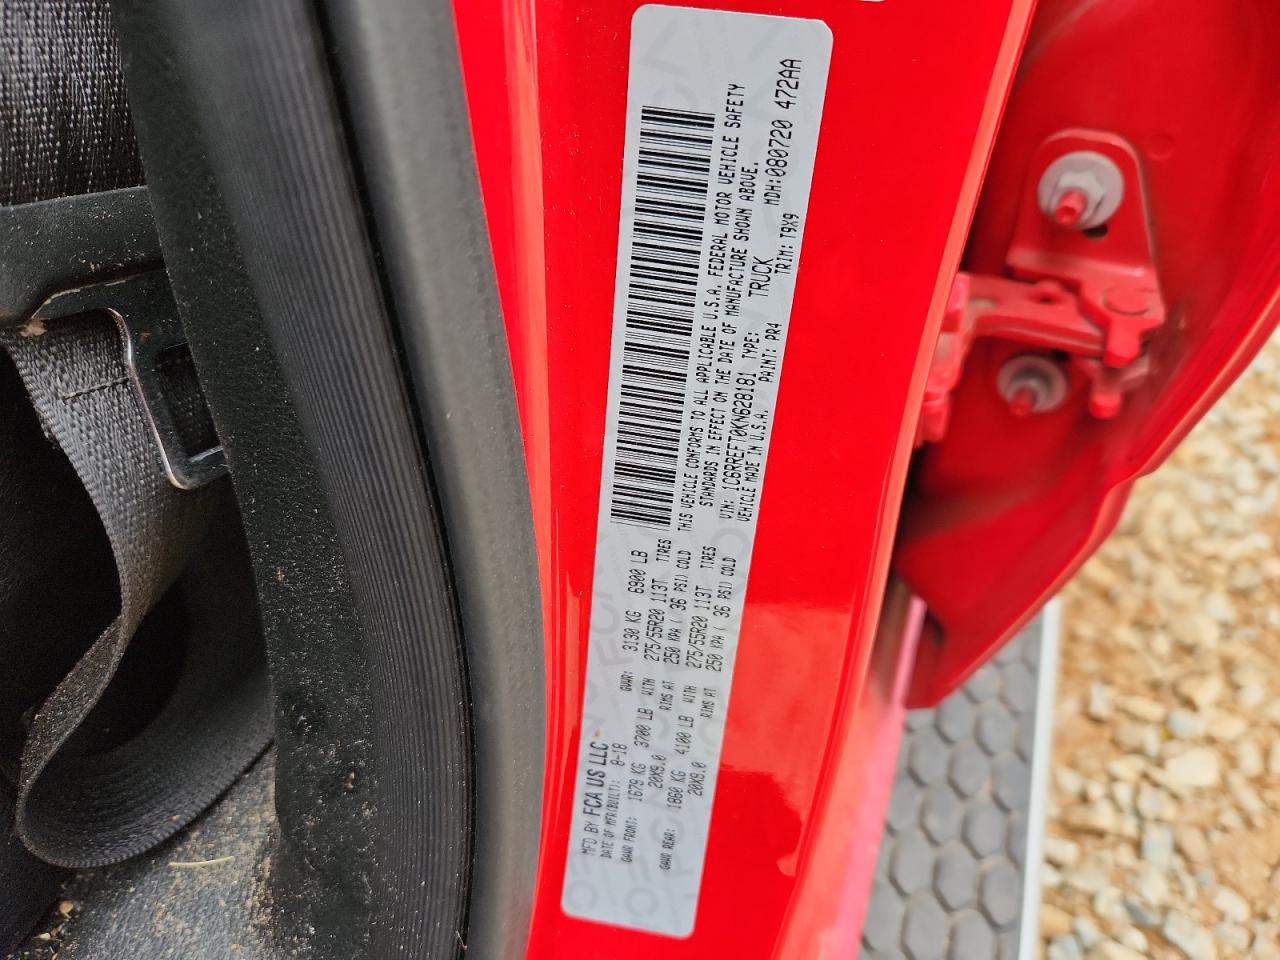 MFD BY FCA US LLC
DATE OF MFR(BUILT): 8-18 GVWR: 3130 KG 6900 LB
GAWR FRONT: 1679 KG 3700 LB WITH 275/55R20 113T TIRES
20X9.0 RIMS AT 250 KPA ( 36 PSI) COLD
GAWR REAR: 1860 KG 4100 LB WITH 275/55R20 113T TIRES
20X9.0 RIMS AT 250 KPA ( 36 PSI) COLD
THIS VEHICLE CONFORMS TO ALL APPLICABLE U.S.A. FEDERAL MOTOR VEHICLE SAFETY
STANDARDS IN EFFECT ON THE DATE OF MANUFACTURE SHOWN ABOVE.
VIN: 1C6RREFT0KN628181 TYPE: TRUCK MDH:080720 472AA
VEHICLE MADE IN U.S.A. PAINT: PR4 TRIM: T9X9